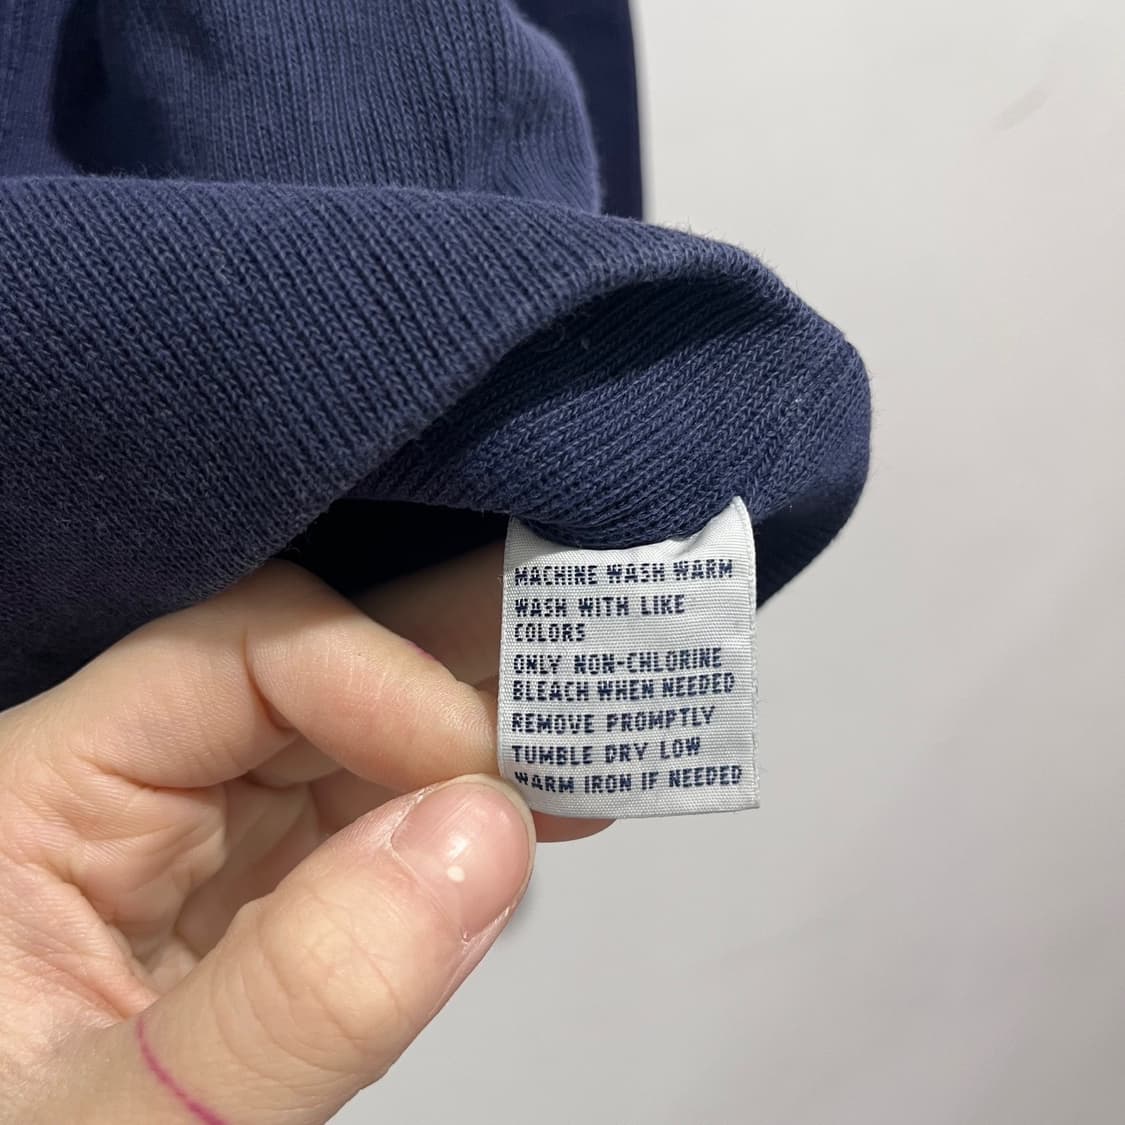 MACHINE WASH WARM
WASH WITH LIKE
COLORS
ONLY NON-CHLORINE
BLEACH WHEN NEEDED
REMOVE PROMPTLY
TUMBLE DRY LOW
WARM IRON IF NEEDED